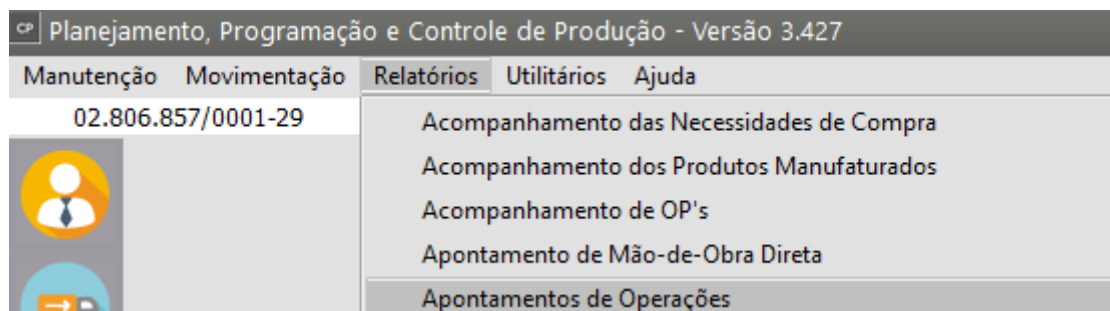 CP Planejamento, Programação e Controle de Produção - Versão 3.427
Manutenção Movimentação Relatórios Utilitários Ajuda
02.806.857/0001-29
Acompanhamento das Necessidades de Compra
Acompanhamento dos Produtos Manufaturados
Acompanhamento de OP's
Apontamento de Mão-de-Obra Direta
Apontamentos de Operações